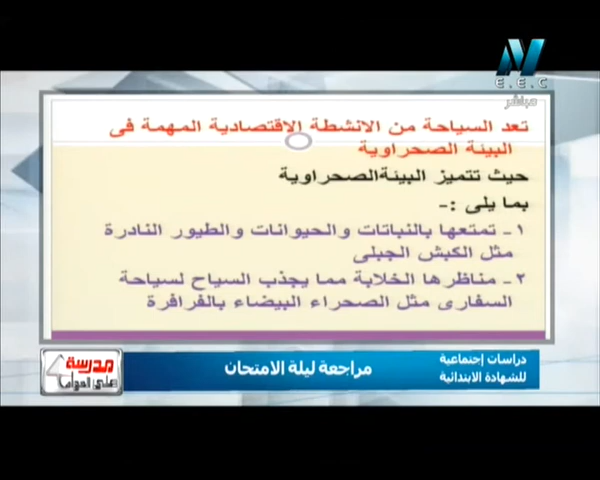 E.E.C
مباشر
تعد السياحة من الانشطة الاقتصادية المهمة فى
البيئة الصحراوية
حيث تتميز البيئةالصحراوية
بما يلى :-
١- تمتعها بالنباتات والحيوانات والطيور النادرة
مثل الكبش الجبلى
٢- مناظرها الخلابة مما يجذب السياح لسياحة
السفارى مثل الصحراء البيضاء بالفرافرة
دراسات إجتماعية
للشهادة الابتدائية
مراجعة ليلة الامتحان
مدرسة
على الهواء